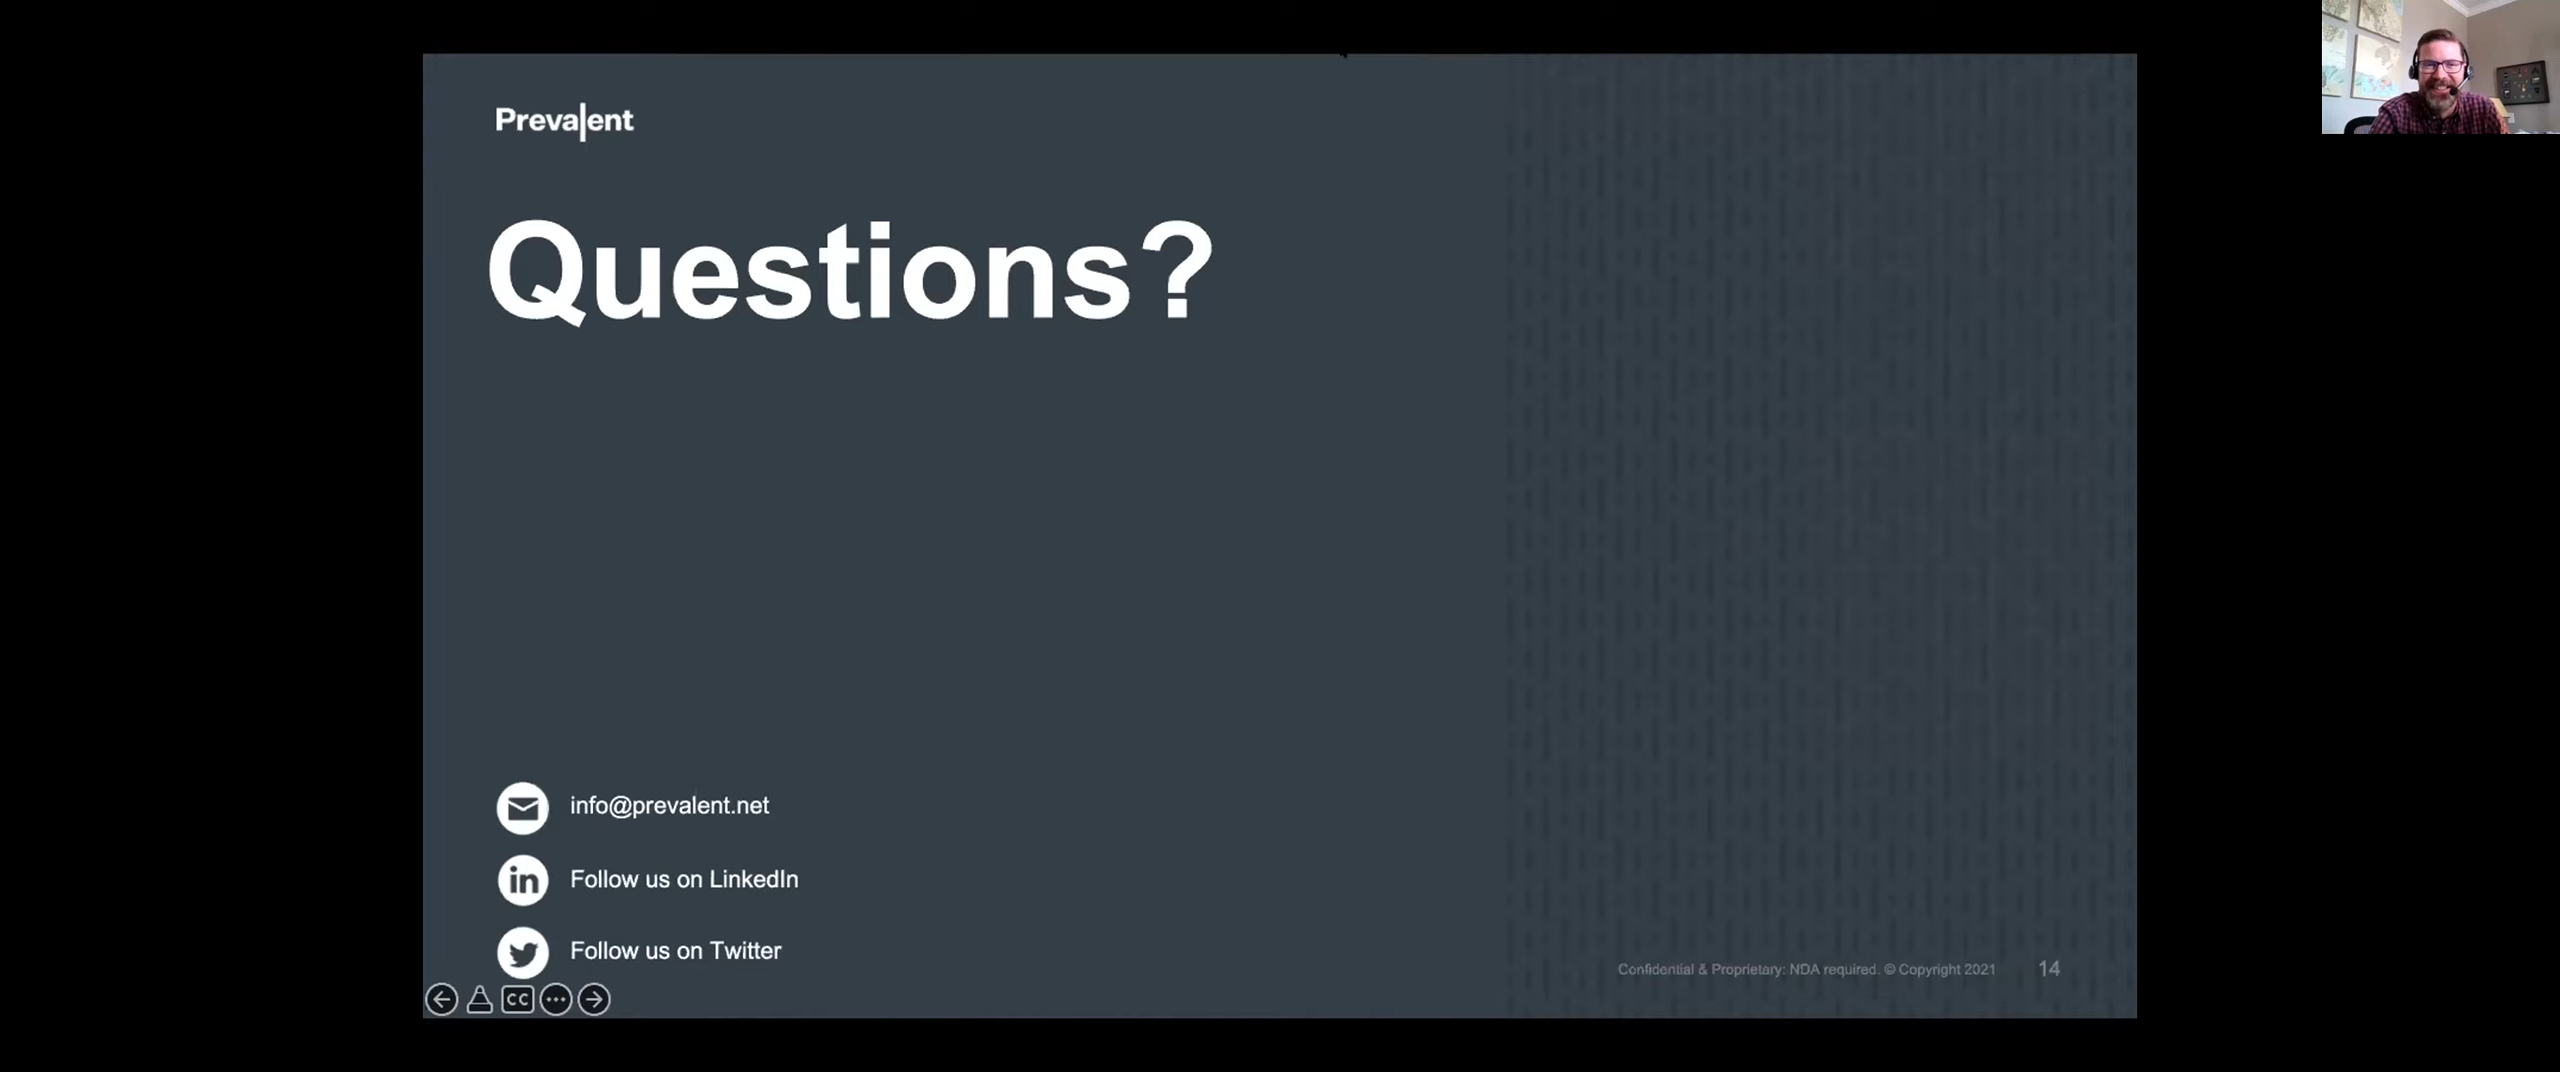 Prevalent
Questions?
info@prevalent.net
in Follow us on LinkedIn
Follow us on Twitter
CC
Confidential & Proprietary: NDA required. © Copyright 2021 14